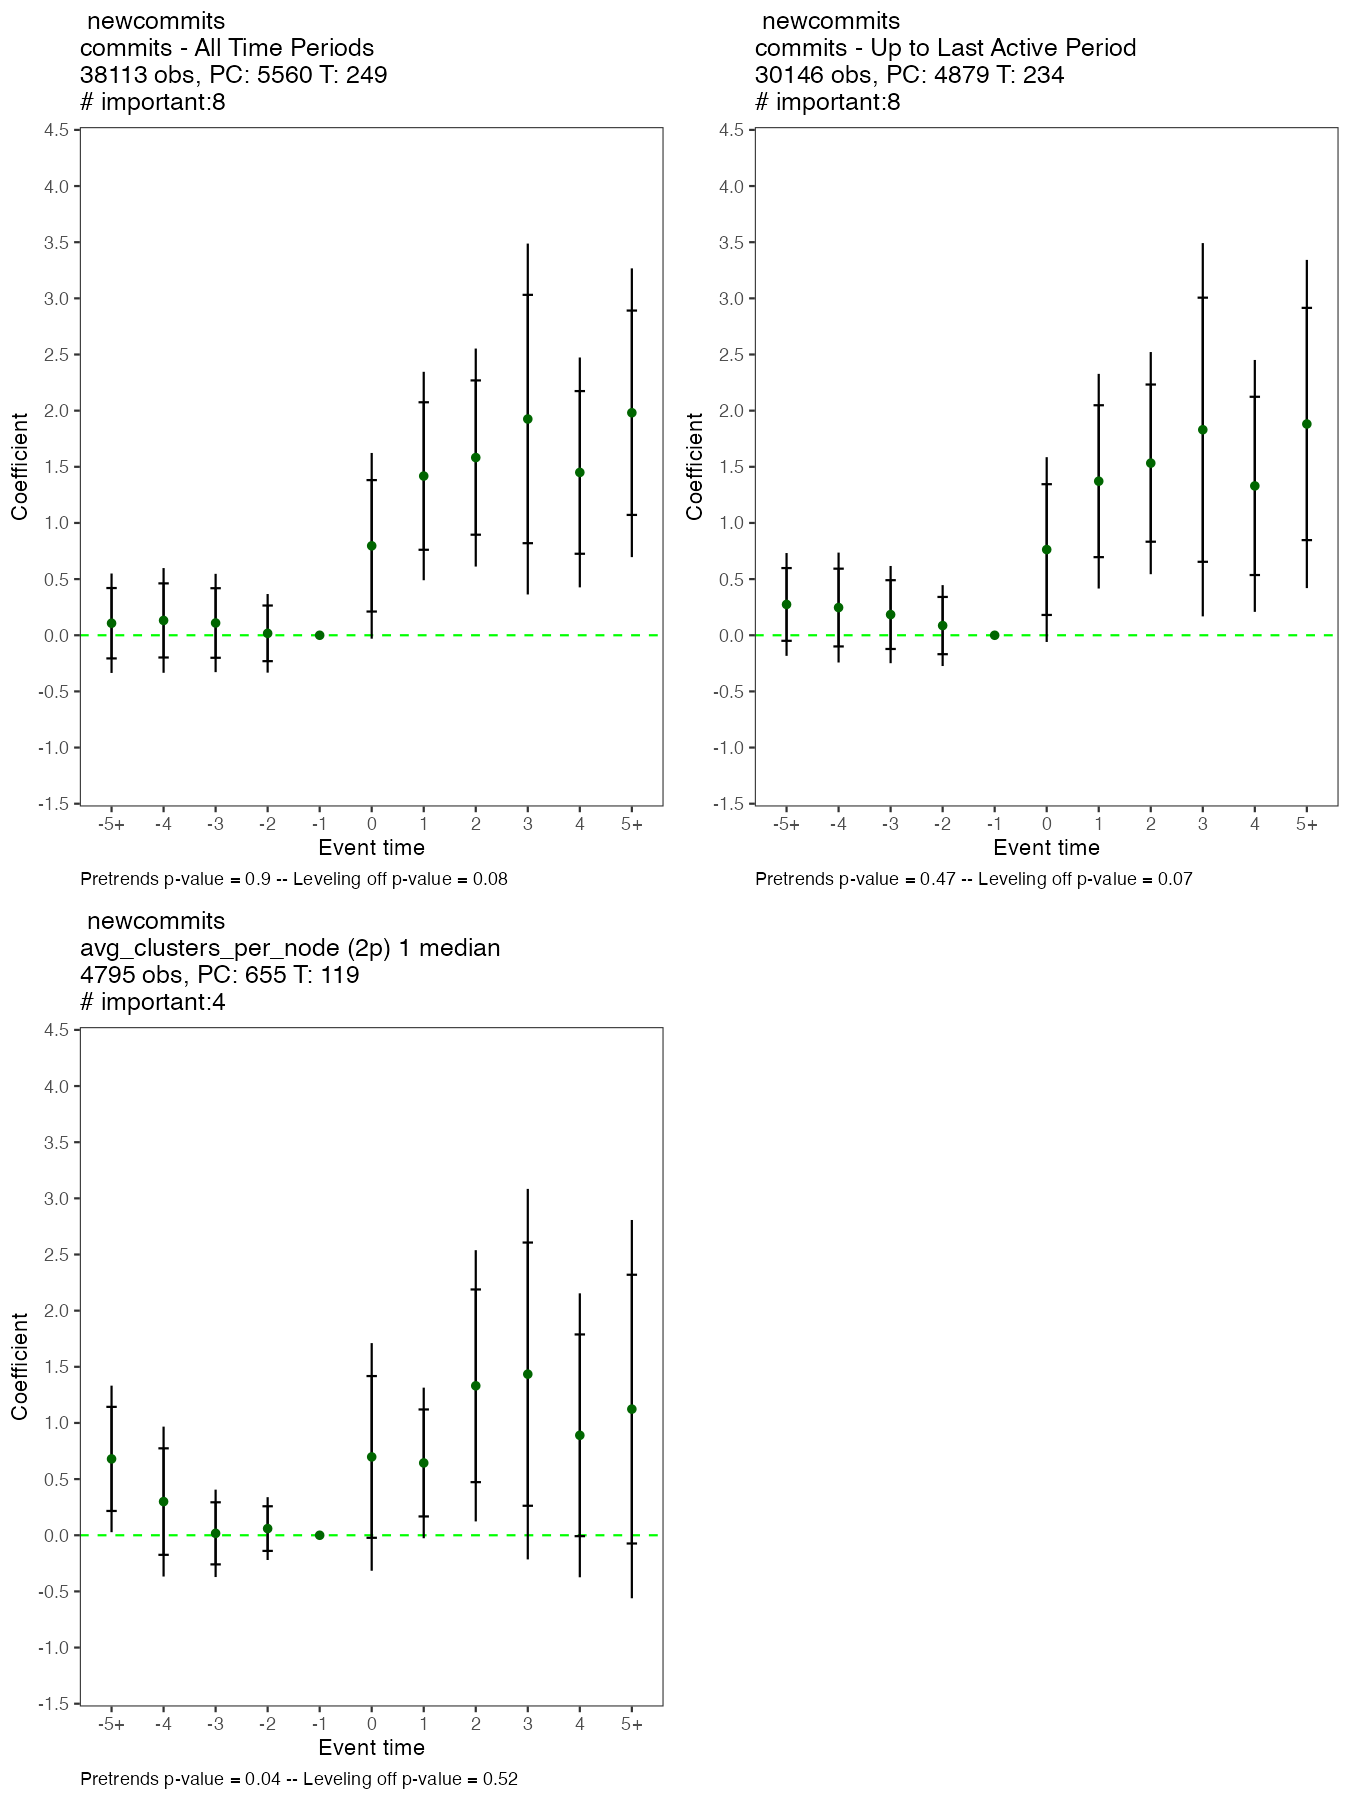 newcommits
commits - All Time Periods
38113 obs, PC: 5560 T: 249
# important:8
4.5
4.0
3.5
3.0
2.5
2.0
1.5
1.0
0.5
0.0
-0.5
-1.0
-1.5
Coefficient
-5+ -4 -3 -2 -1 0 1 2 3 4 5+
Event time
Pretrends p-value = 0.9 -- Leveling off p-value = 0.08
newcommits
commits - Up to Last Active Period
30146 obs, PC: 4879 T: 234
# important:8
4.5
4.0
3.5
3.0
2.5
2.0
1.5
1.0
0.5
0.0
-0.5
-1.0
-1.5
Coefficient
-5+ -4 -3 -2 -1 0 1 2 3 4 5+
Event time
Pretrends p-value = 0.47 -- Leveling off p-value = 0.07
newcommits
avg_clusters_per_node (2p) 1 median
4795 obs, PC: 655 T: 119
# important:4
4.5
4.0
3.5
3.0
2.5
2.0
1.5
1.0
0.5
0.0
-0.5
-1.0
-1.5
Coefficient
-5+ -4 -3 -2 -1 0 1 2 3 4 5+
Event time
Pretrends p-value = 0.04 -- Leveling off p-value = 0.52